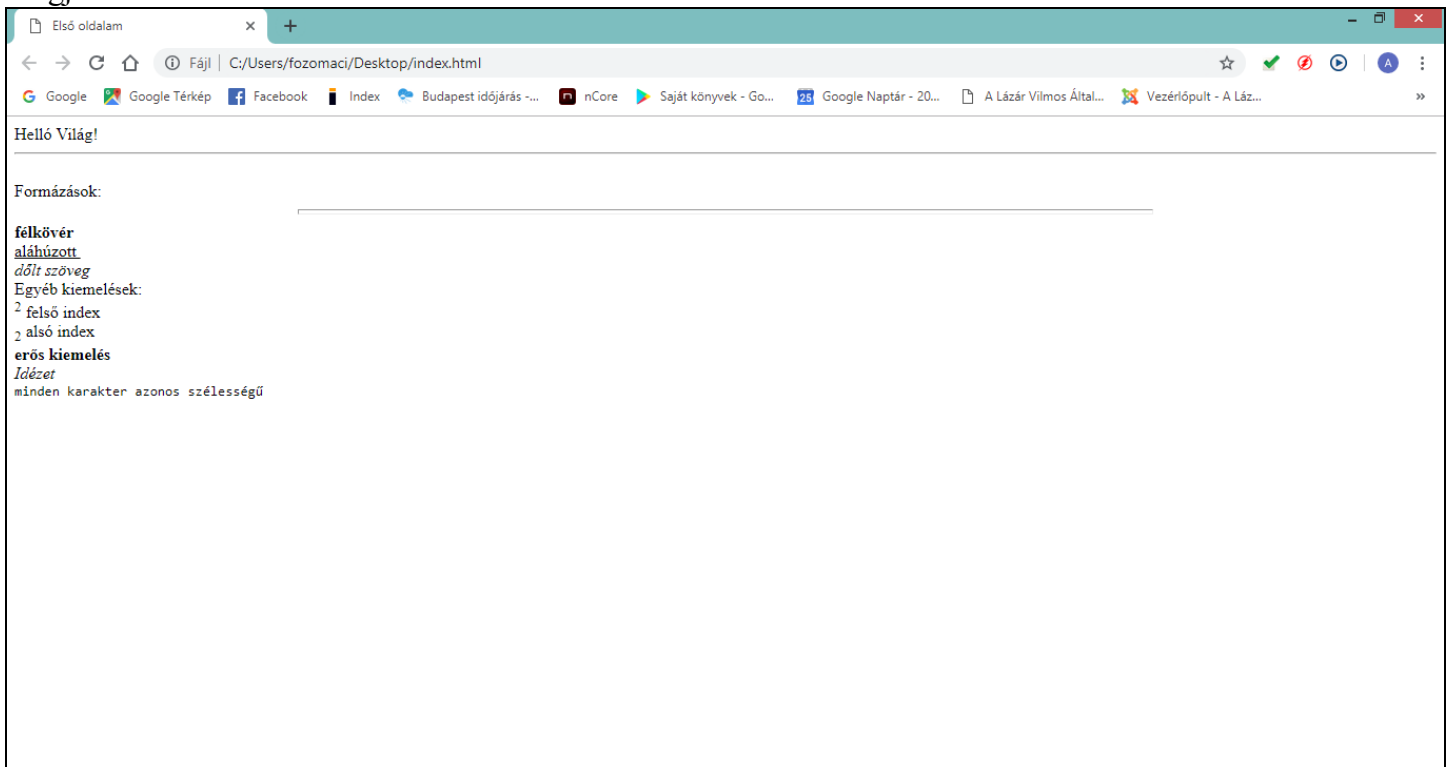 Első oldalam
Fájl | C:/Users/fozomaci/Desktop/index.html
A
Google Google Térkép Facebook Index Budapest időjárás -... nCore Saját könyvek - Go... 25 Google Naptár - 20... A Lázár Vilmos Által... Vezérlőpult - A Láz... »
Helló Világ!
Formázások:
félkövér
aláhúzott
dőlt szöveg
Egyéb kiemelések:
2 felső index
2 alsó index
erős kiemelés
Idézet
minden karakter azonos szélességű